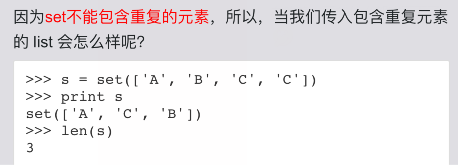 因为set不能包含重复的元素，所以，当我们传入包含重复元素
的 list 会怎么样呢?
>>> s = set(['A', 'B', 'C', 'C'])
>>> print s
set(['A', 'C', 'B'])
>>> len(s)
3